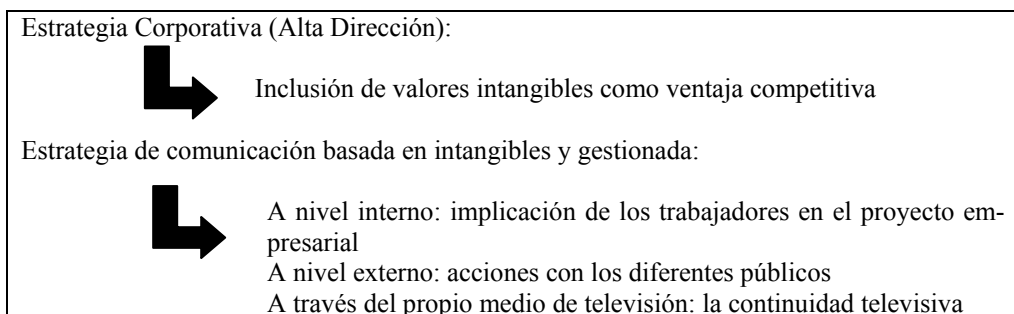 Estrategia Corporativa (Alta Dirección):
Inclusión de valores intangibles como ventaja competitiva
Estrategia de comunicación basada en intangibles y gestionada:
A nivel interno: implicación de los trabajadores en el proyecto em-
presarial
A nivel externo: acciones con los diferentes públicos
A través del propio medio de televisión: la continuidad televisiva